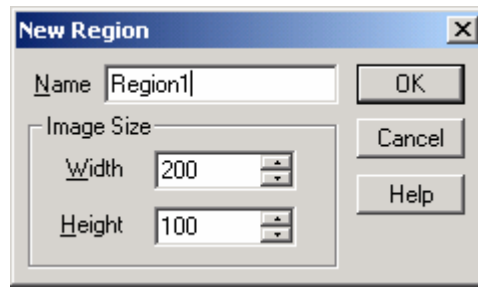 New Region
Name Region1 OK
Image Size
Cancel
Width 200
Help
Height 100